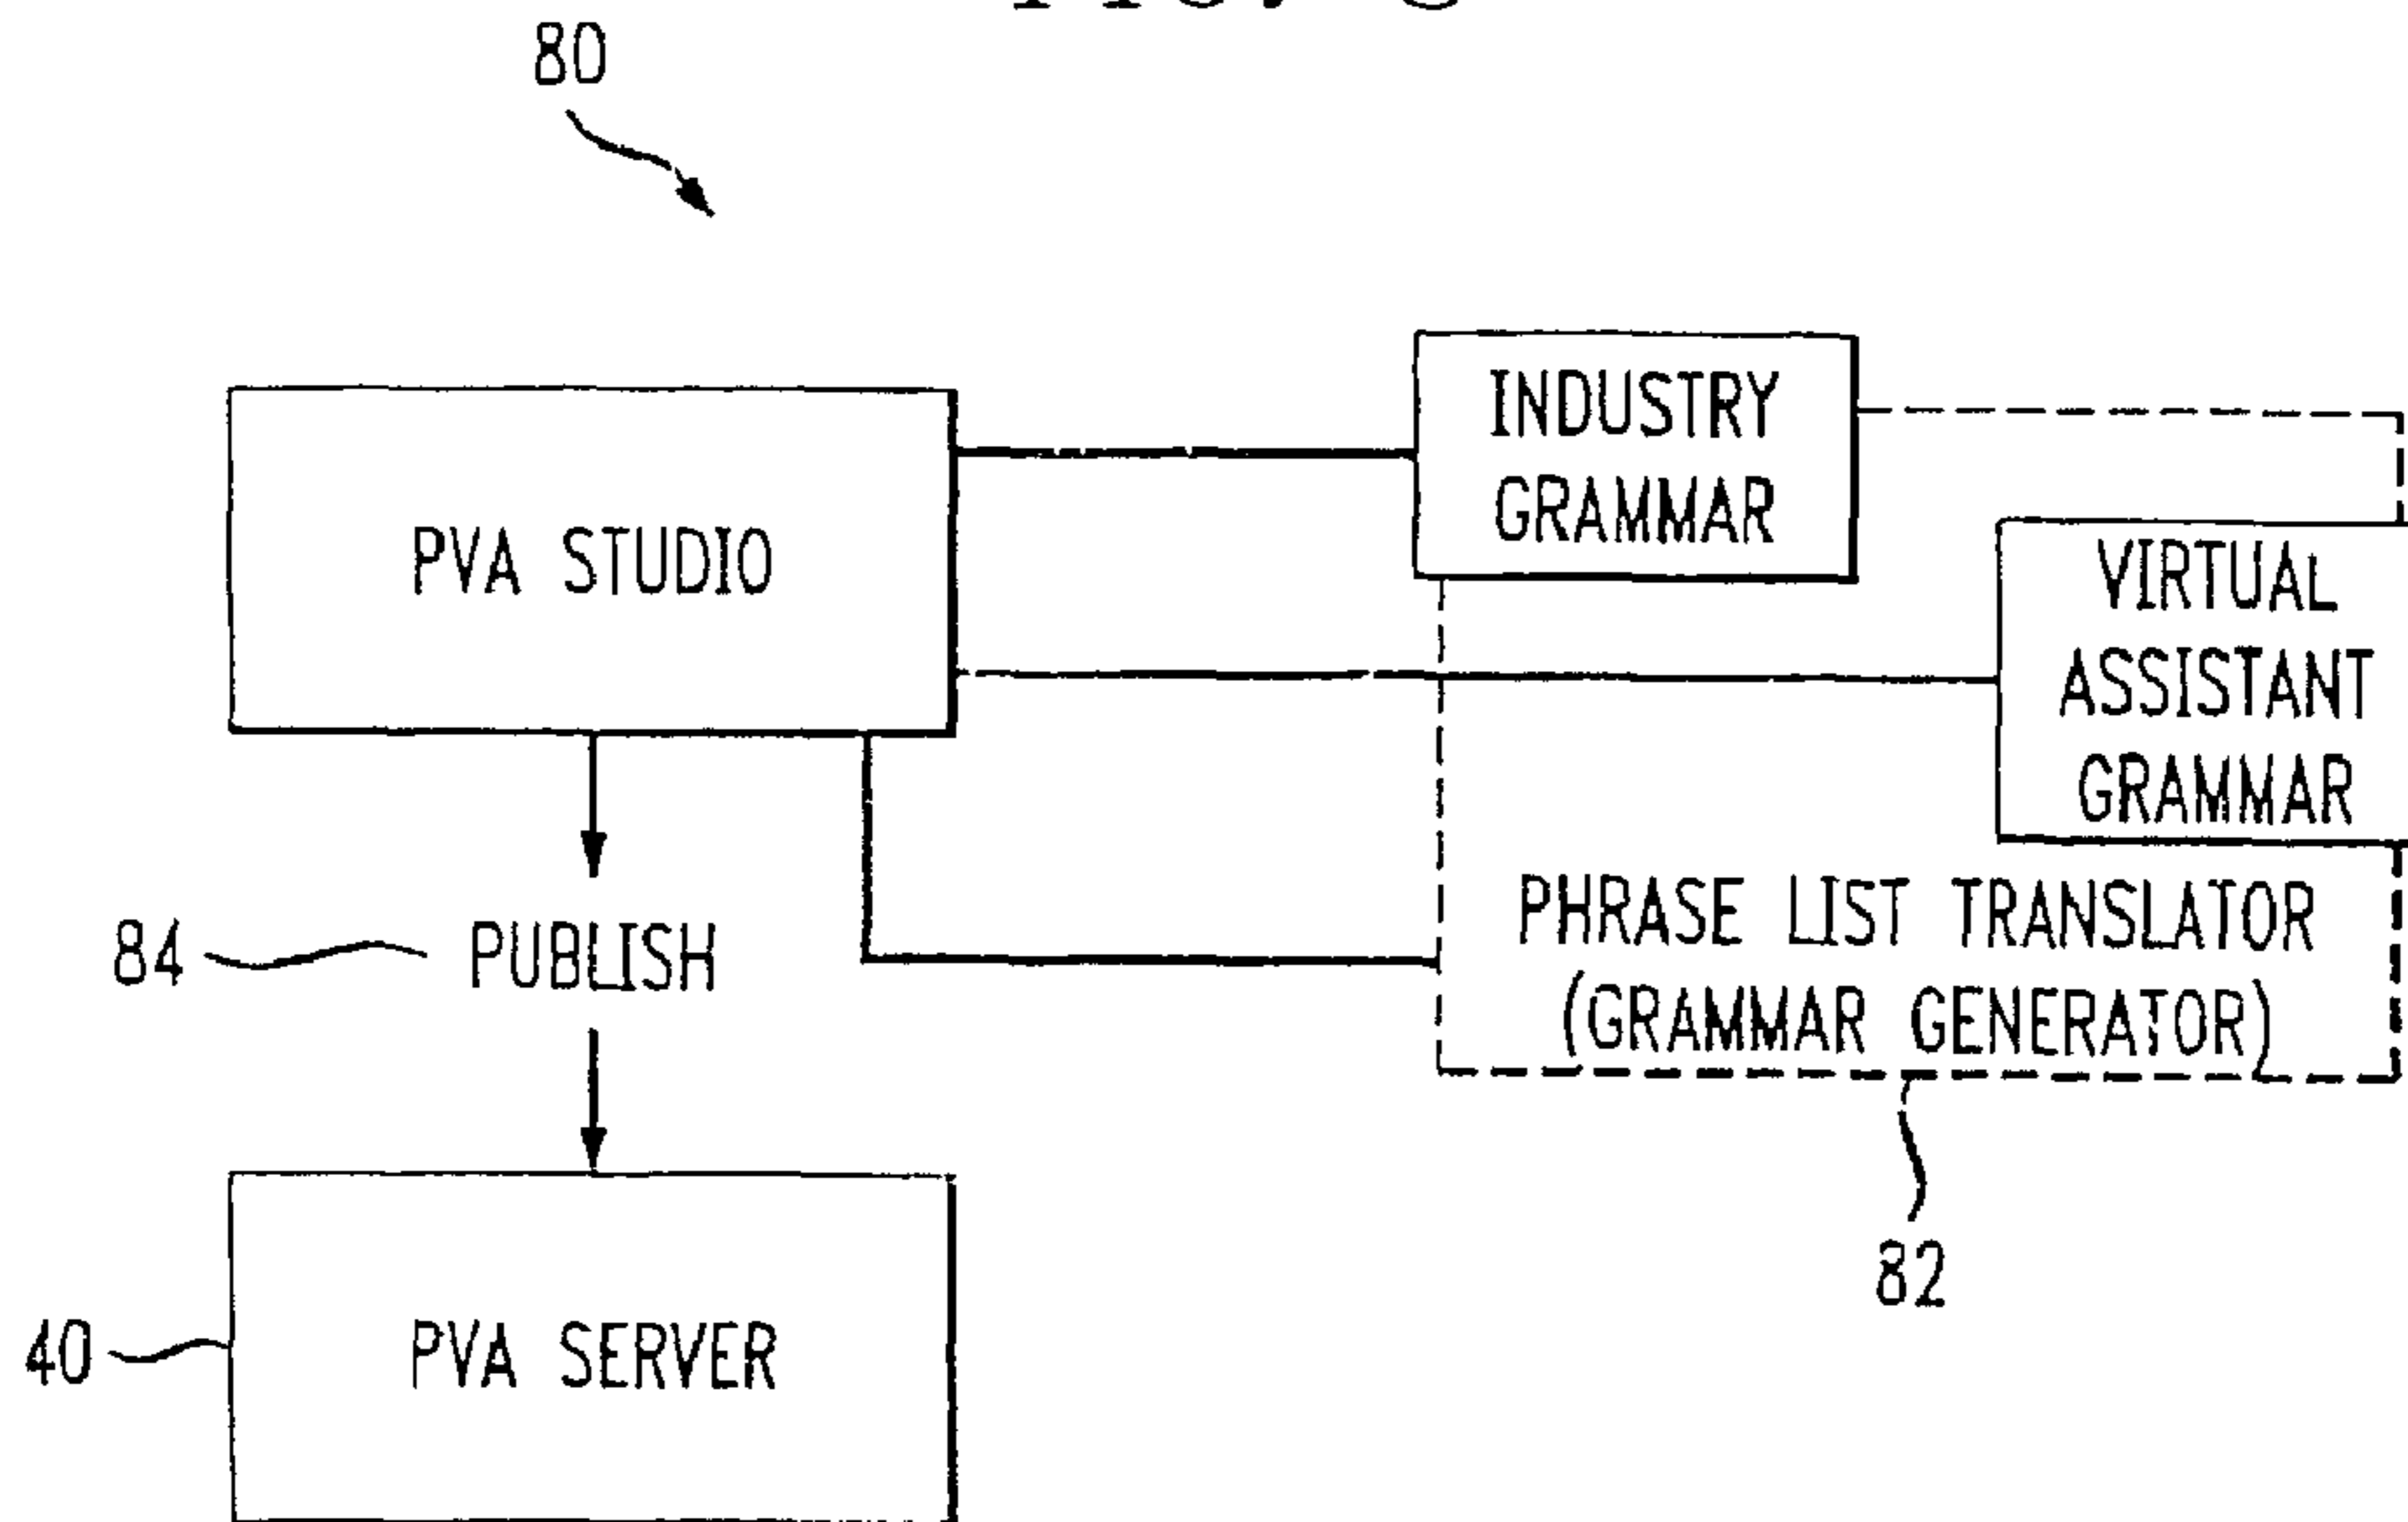 80
INDUSTRY
GRAMMAR
PVA STUDIO
VIRTUAL
ASSISTANT
GRAMMAR
PHRASE LIST TRANSLATOR
(GRAMMAR GENERATOR)
84 PUBLISH
82
40 PVA SERVER